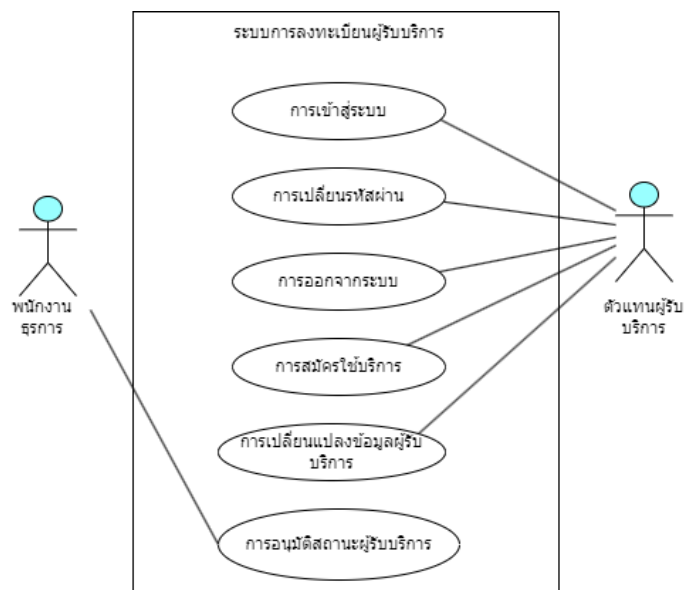 ระบบการลงทะเบียนผู้รับบริการ
การเข้าสู่ระบบ
การเปลี่ยนรหัสผ่าน
การออกจากระบบ
พนักงาน
ธุรการ
ตัวแทนผู้รับ
บริการ
การสมัครใช้บริการ
การเปลี่ยนแปลงข้อมูลผู้รับ
บริการ
การอนุมัติสถานะผู้รับบริการ